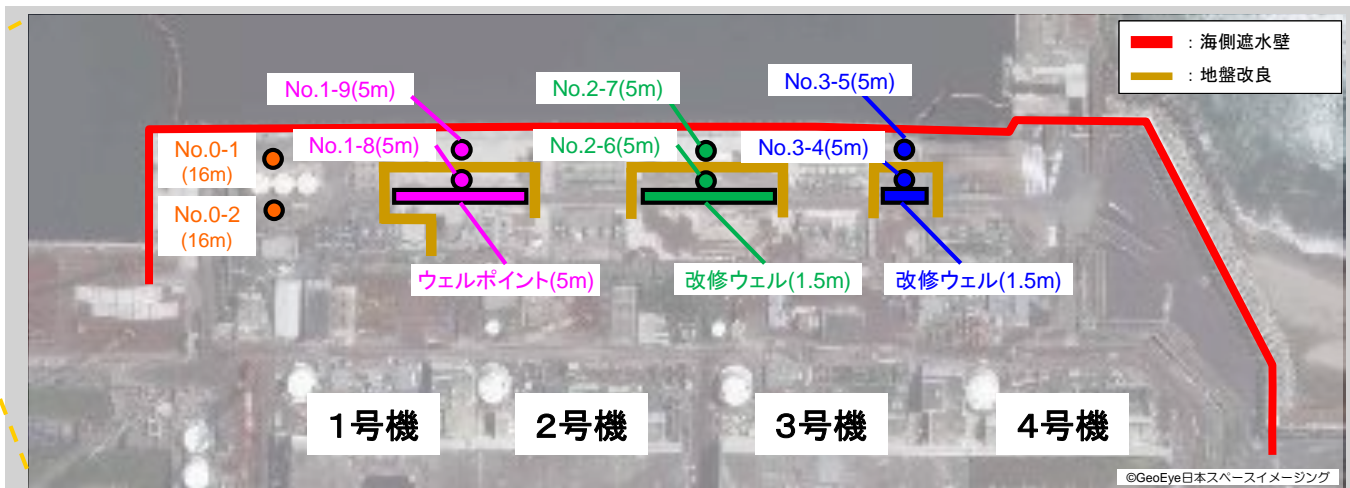 ：海側遮水壁
：地盤改良
No.1-9(5m)
No.2-7(5m)
No.3-5(5m)
No.0-1
(16m)
No.1-8(5m)
No.2-6(5m)
No.3-4(5m)
No.0-2
(16m)
ウェルポイント(5m)
改修ウェル(1.5m)
改修ウェル(1.5m)
1号機
2号機
3号機
4号機
©GeoEye日本スペースイメージング